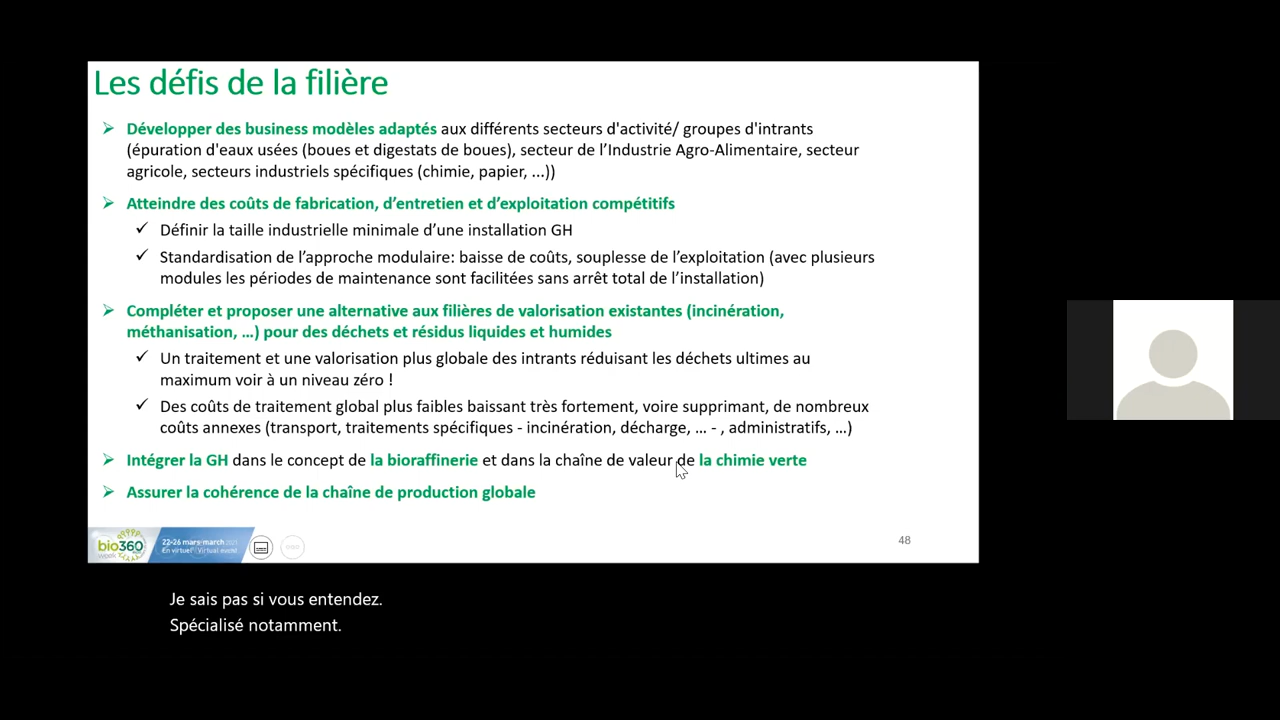 Les défis de la filière
➢ Développer des business modèles adaptés aux différents secteurs d'activité/ groupes d'intrants
(épuration d'eaux usées (boues et digestats de boues), secteur de l’Industrie Agro-Alimentaire, secteur
agricole, secteurs industriels spécifiques (chimie, papier, ...))
➢ Atteindre des coûts de fabrication, d’entretien et d’exploitation compétitifs
✓ Définir la taille industrielle minimale d’une installation GH
✓ Standardisation de l’approche modulaire: baisse de coûts, souplesse de l’exploitation (avec plusieurs
modules les périodes de maintenance sont facilitées sans arrêt total de l’installation)
➢ Compléter et proposer une alternative aux filières de valorisation existantes (incinération,
méthanisation, …) pour des déchets et résidus liquides et humides
✓ Un traitement et une valorisation plus globale des intrants réduisant les déchets ultimes au
maximum voir à un niveau zéro !
✓ Des coûts de traitement global plus faibles baissant très fortement, voire supprimant, de nombreux
coûts annexes (transport, traitements spécifiques - incinération, décharge, … - , administratifs, …)
➢ Intégrer la GH dans le concept de la bioraffinerie et dans la chaîne de valeur de la chimie verte
➢ Assurer la cohérence de la chaîne de production globale
bio360
week
22-26 mars-march 2021
En virtuel Virtual event
48
Je sais pas si vous entendez.
Spécialisé notamment.